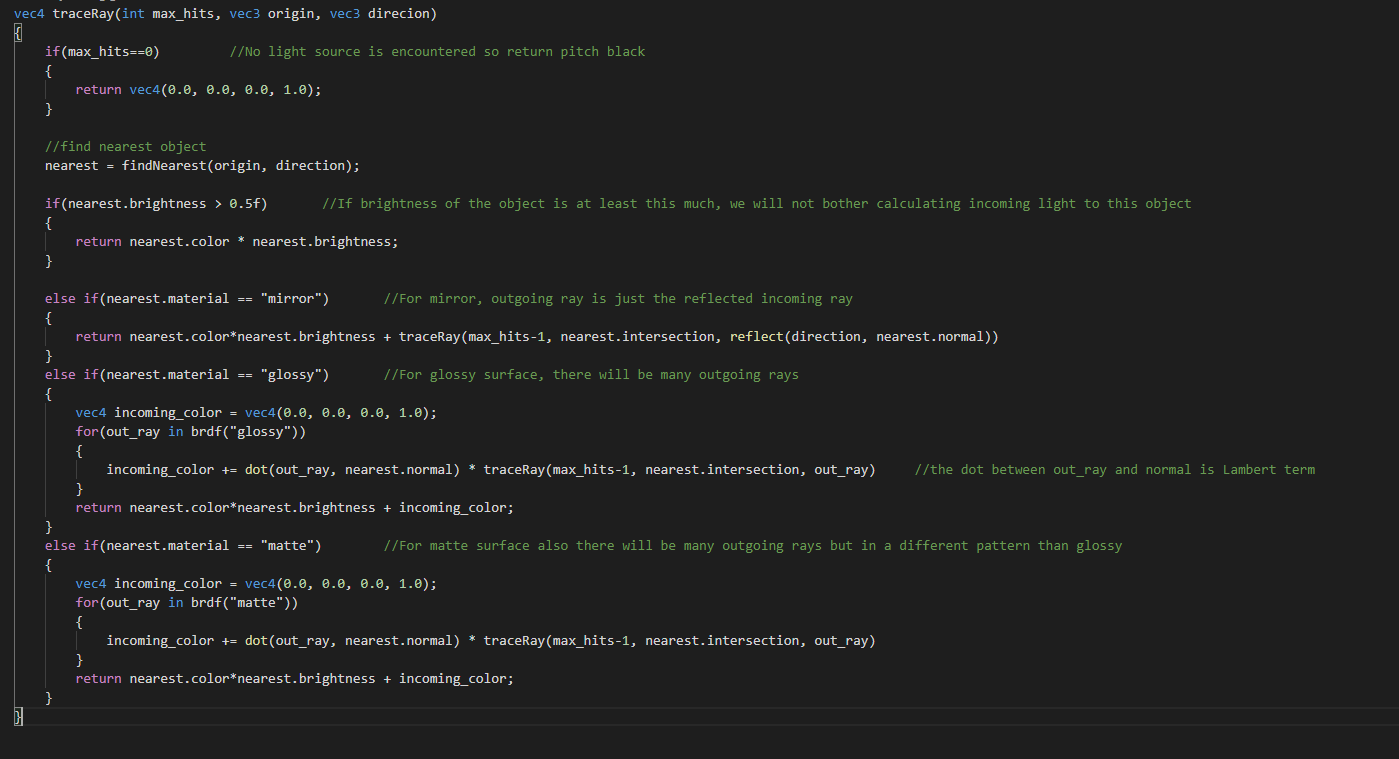 vec4 traceRay(int max_hits, vec3 origin, vec3 direcion)
{
if(max_hits==0) //No light source is encountered so return pitch black
{
return vec4(0.0, 0.0, 0.0, 1.0);
}
//find nearest object
nearest = findNearest(origin, direction);
if(nearest.brightness > 0.5f) //If brightness of the object is at least this much, we will not bother calculating incoming light to this object
{
return nearest.color * nearest.brightness;
}
else if(nearest.material == "mirror") //For mirror, outgoing ray is just the reflected incoming ray
{
return nearest.color*nearest.brightness + traceRay(max_hits-1, nearest.intersection, reflect(direction, nearest.normal))
}
else if(nearest.material == "glossy") //For glossy surface, there will be many outgoing rays
{
vec4 incoming_color = vec4(0.0, 0.0, 0.0, 1.0);
for(out_ray in brdf("glossy"))
{
incoming_color += dot(out_ray, nearest.normal) * traceRay(max_hits-1, nearest.intersection, out_ray) //the dot between out_ray and normal is Lambert term
}
return nearest.color*nearest.brightness + incoming_color;
}
else if(nearest.material == "matte") //For matte surface also there will be many outgoing rays but in a different pattern than glossy
{
vec4 incoming_color = vec4(0.0, 0.0, 0.0, 1.0);
for(out_ray in brdf("matte"))
{
incoming_color += dot(out_ray, nearest.normal) * traceRay(max_hits-1, nearest.intersection, out_ray)
}
return nearest.color*nearest.brightness + incoming_color;
}
}